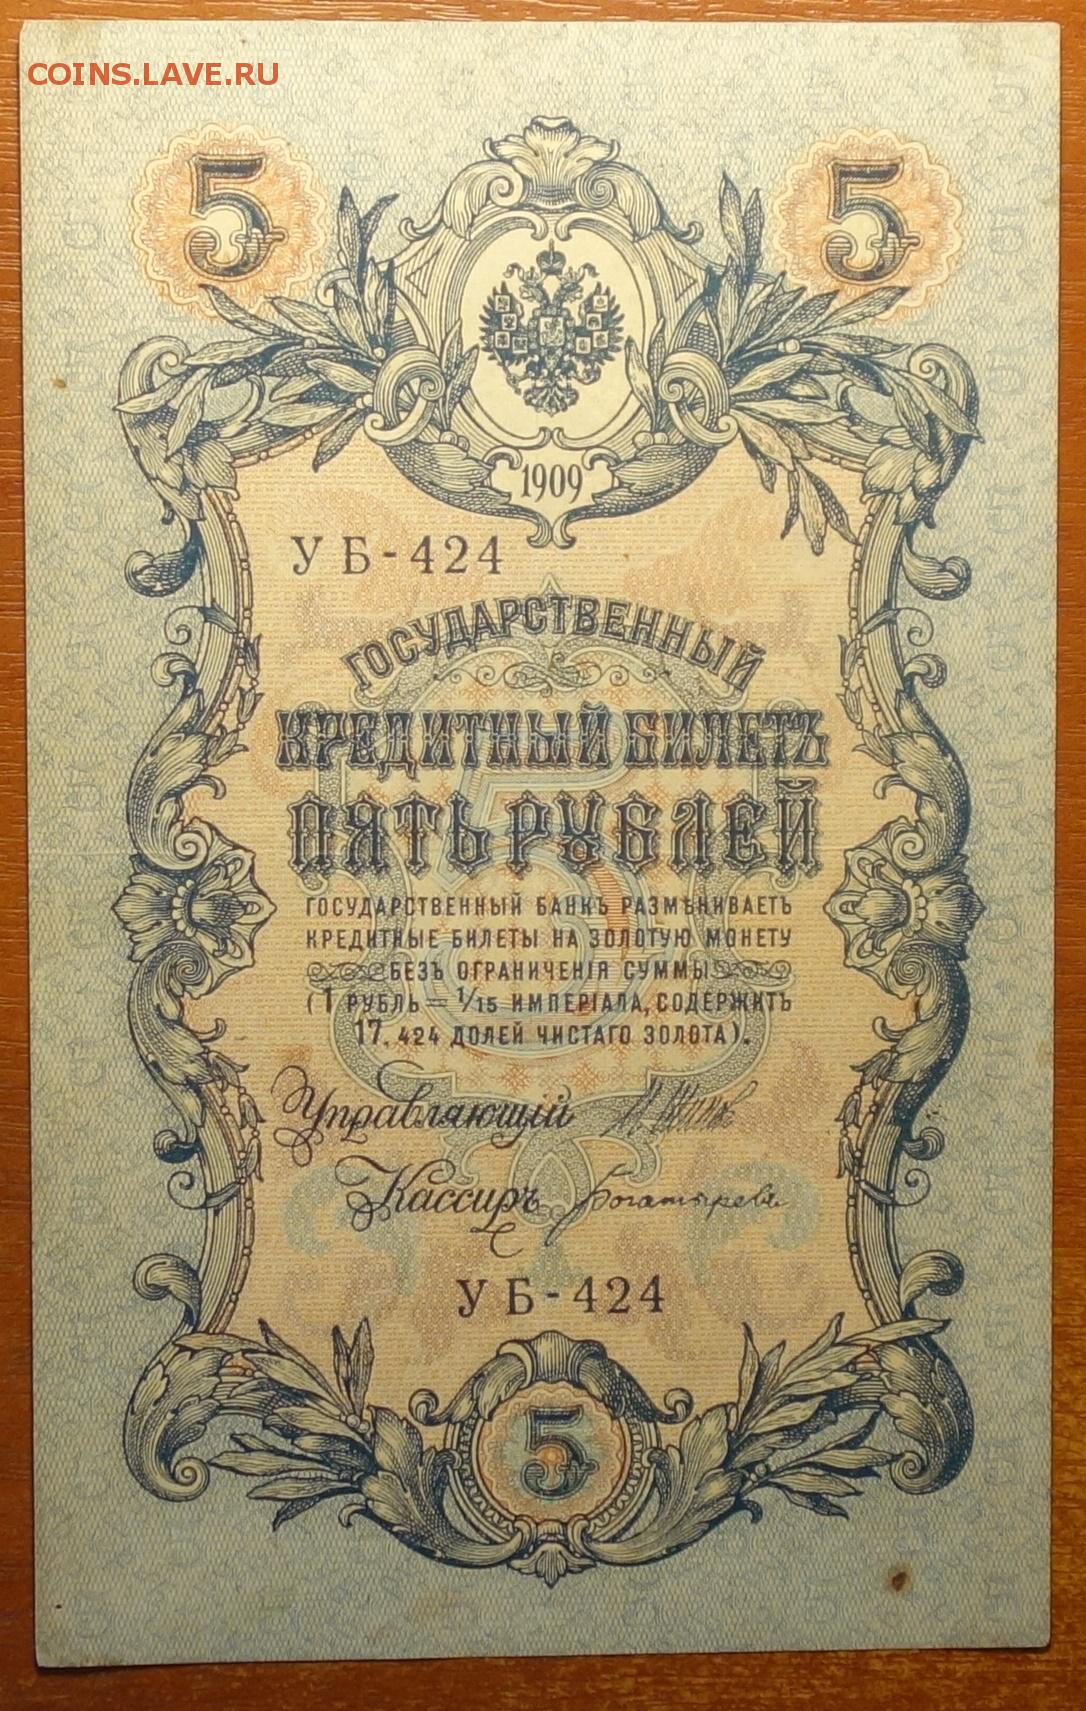 COINS.LAVE.RU
5 5
1909
УБ-424
ГОСУДАРСТВЕННЫЙ
КРЕДИТНЫЙ БИЛЕТЪ
5
ПЯТЬ РУБЛЕЙ
ГОСУДАРСТВЕННЫЙ БАНКЪ РАЗМѢНИВАЕТЪ
КРЕДИТНЫЕ БИЛЕТЫ НА ЗОЛОТУЮ МОНЕТУ
БЕЗЪ ОГРАНИЧЕНІЯ СУММЫ
(1 РУБЛЬ = 1/15 ИМПЕРІАЛА, СОДЕРЖИТЪ
17,424 ДОЛЕЙ ЧИСТАГО ЗОЛОТА).
Управляющій
Кассиръ Богатыревъ
УБ-424
5